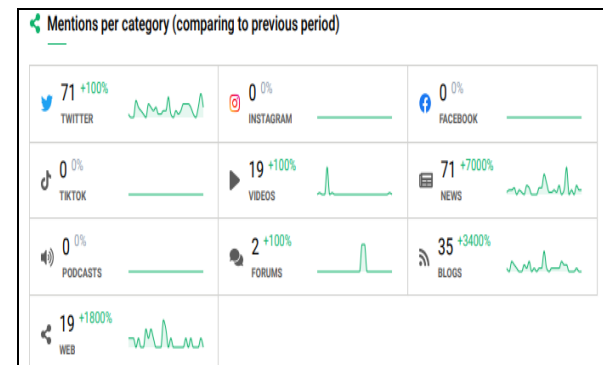 Mentions per category (comparing to previous period)
71 +100%
TWITTER
0 0%
INSTAGRAM
0 0%
FACEBOOK
0 0%
TIKTOK
19 +100%
VIDEOS
71 +7000%
NEWS
0 0%
PODCASTS
2 +100%
FORUMS
35 +3400%
BLOGS
19 +1800%
WEB